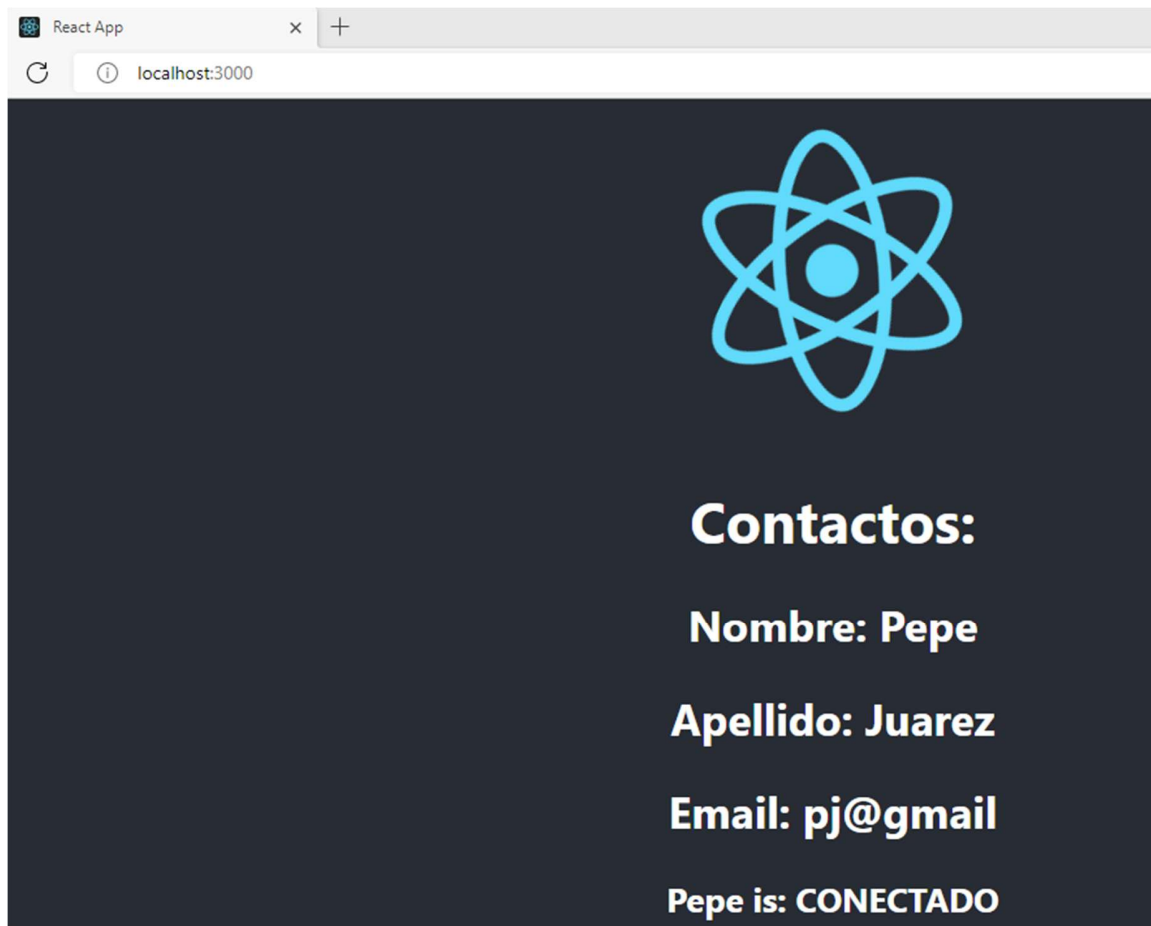 React App
localhost:3000
Contactos:
Nombre: Pepe
Apellido: Juarez
Email: pj@gmail
Pepe is: CONECTADO